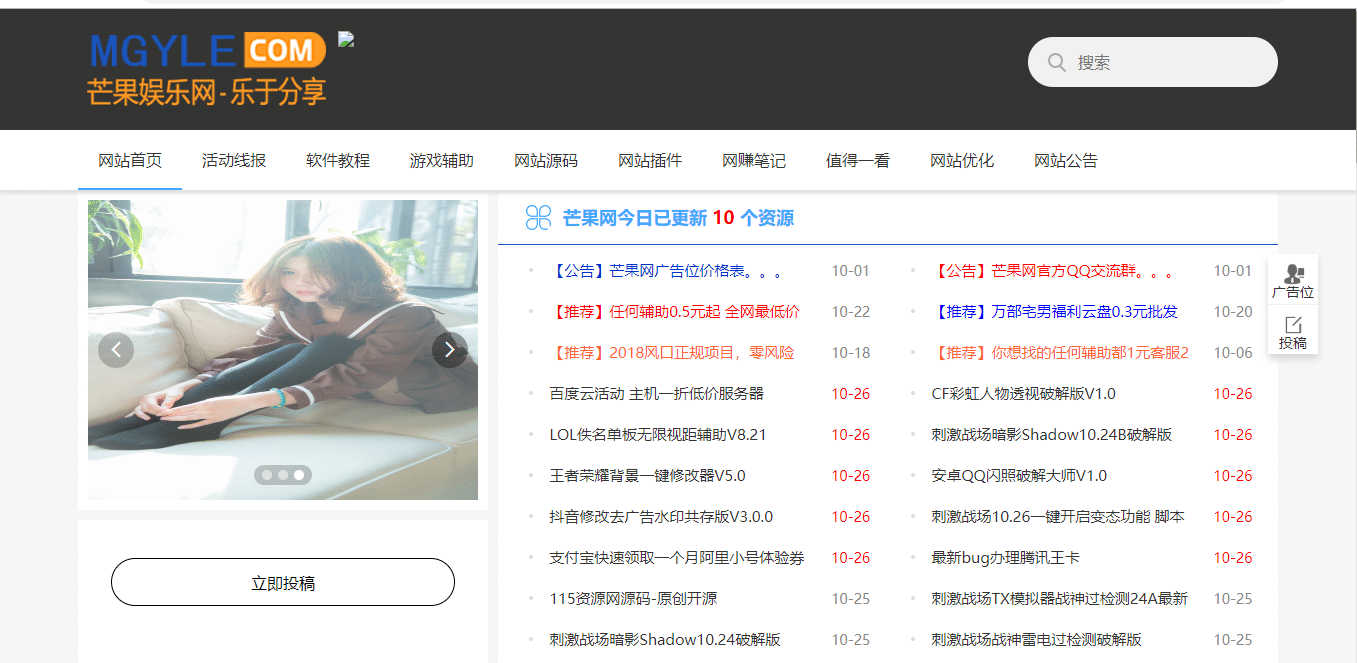 MGYLE COM
芒果娱乐网-乐于分享
搜索
网站首页 活动线报 软件教程 游戏辅助 网站源码 网站插件 网赚笔记 值得一看 网站优化 网站公告
芒果网今日已更新 10 个资源
【公告】芒果网广告位价格表。。。 10-01
【公告】芒果网官方QQ交流群。。。 10-01
【推荐】任何辅助0.5元起 全网最低价 10-22
【推荐】万部宅男福利云盘0.3元批发 10-20
【推荐】2018风口正规项目，零风险 10-18
【推荐】你想找的任何辅助都1元客服2 10-06
百度云活动 主机一折低价服务器 10-26
CF彩虹人物透视破解版V1.0 10-26
LOL佚名单板无限视距辅助V8.21 10-26
刺激战场暗影Shadow10.24B破解版 10-26
王者荣耀背景一键修改器V5.0 10-26
安卓QQ闪照破解大师V1.0 10-26
抖音修改去广告水印共存版V3.0.0 10-26
刺激战场10.26一键开启变态功能 脚本 10-26
支付宝快速领取一个月阿里小号体验券 10-26
最新bug办理腾讯王卡 10-26
115资源网源码-原创开源 10-25
刺激战场TX模拟器战神过检测24A最新 10-25
刺激战场暗影Shadow10.24破解版 10-25
刺激战场战神雷电过检测破解版 10-25
广告位
投稿
立即投稿